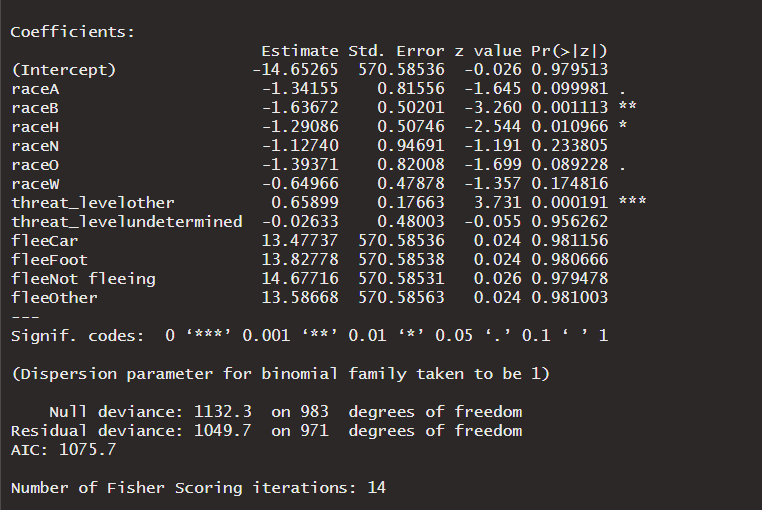 Coefficients:
                        Estimate Std. Error z value Pr(>|z|)
(Intercept)            -14.65265  570.58536  -0.026 0.979513
raceA                   -1.34155    0.81556  -1.645 0.099981 .
raceB                   -1.63672    0.50201  -3.260 0.001113 **
raceH                   -1.29086    0.50746  -2.544 0.010966 *
raceN                   -1.12740    0.94691  -1.191 0.233805
raceO                   -1.39371    0.82008  -1.699 0.089228 .
raceW                   -0.64966    0.47878  -1.357 0.174816
threat_levelother        0.65899    0.17663   3.731 0.000191 ***
threat_levelundetermined -0.02633    0.48003  -0.055 0.956262
fleeCar                 13.47737  570.58536   0.024 0.981156
fleeFoot                13.82778  570.58538   0.024 0.980666
fleeNot fleeing         14.67716  570.58531   0.026 0.979478
fleeOther               13.58668  570.58563   0.024 0.981003
---
Signif. codes:  0 ‘***’ 0.001 ‘**’ 0.01 ‘*’ 0.05 ‘.’ 0.1 ‘ ’ 1
(Dispersion parameter for binomial family taken to be 1)
    Null deviance: 1132.3  on 983  degrees of freedom
Residual deviance: 1049.7  on 971  degrees of freedom
AIC: 1075.7
Number of Fisher Scoring iterations: 14